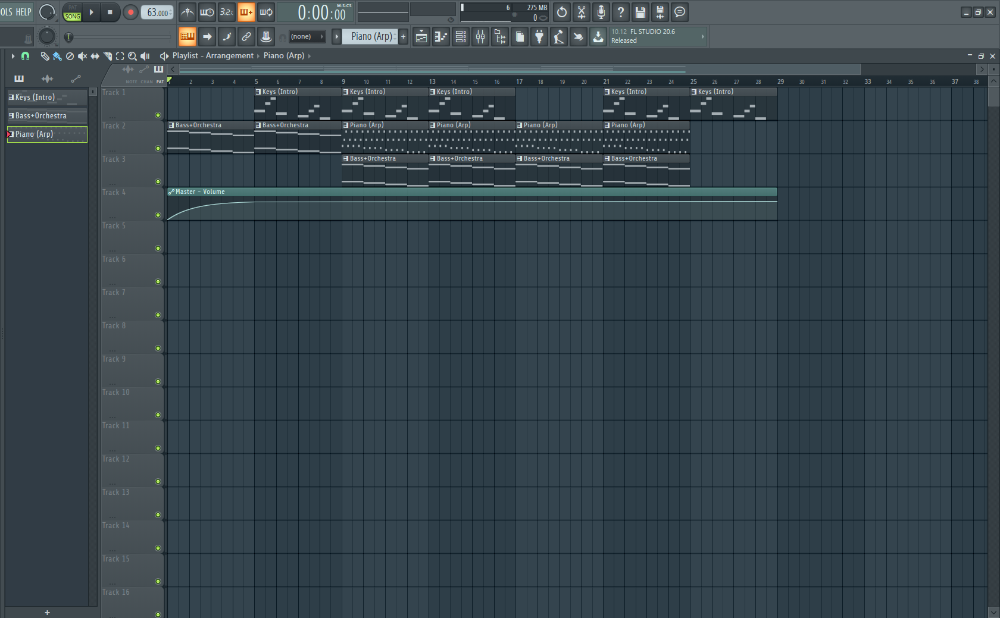 OLS HELP
PAT
SONG
63.000
3.2.
M:S:CS
0:00:00
6
275 MB
0
(none)
Piano (Arp)
+
10.12 FL STUDIO 20.6
Released
Playlist - Arrangement
Piano (Arp)
NOTE CHAN PAT
1 2 3 4 5 6 7 8 9 10 11 12 13 14 15 16 17 18 19 20 21 22 23 24 25 26 27 28 29 30 31 32 33 34 35 36 37 38
Keys (Intro)
Bass+Orchestra
Piano (Arp)
+
Track 1
Keys (Intro) Keys (Intro) Keys (Intro) Keys (Intro) Keys (Intro)
Track 2
Bass+Orchestra Bass+Orchestra Piano (Arp) Piano (Arp) Piano (Arp) Piano (Arp)
Track 3
Bass+Orchestra Bass+Orchestra Bass+Orchestra Bass+Orchestra
Track 4
Master - Volume
Track 5
Track 6
Track 7
Track 8
Track 9
Track 10
Track 11
Track 12
Track 13
Track 14
Track 15
Track 16